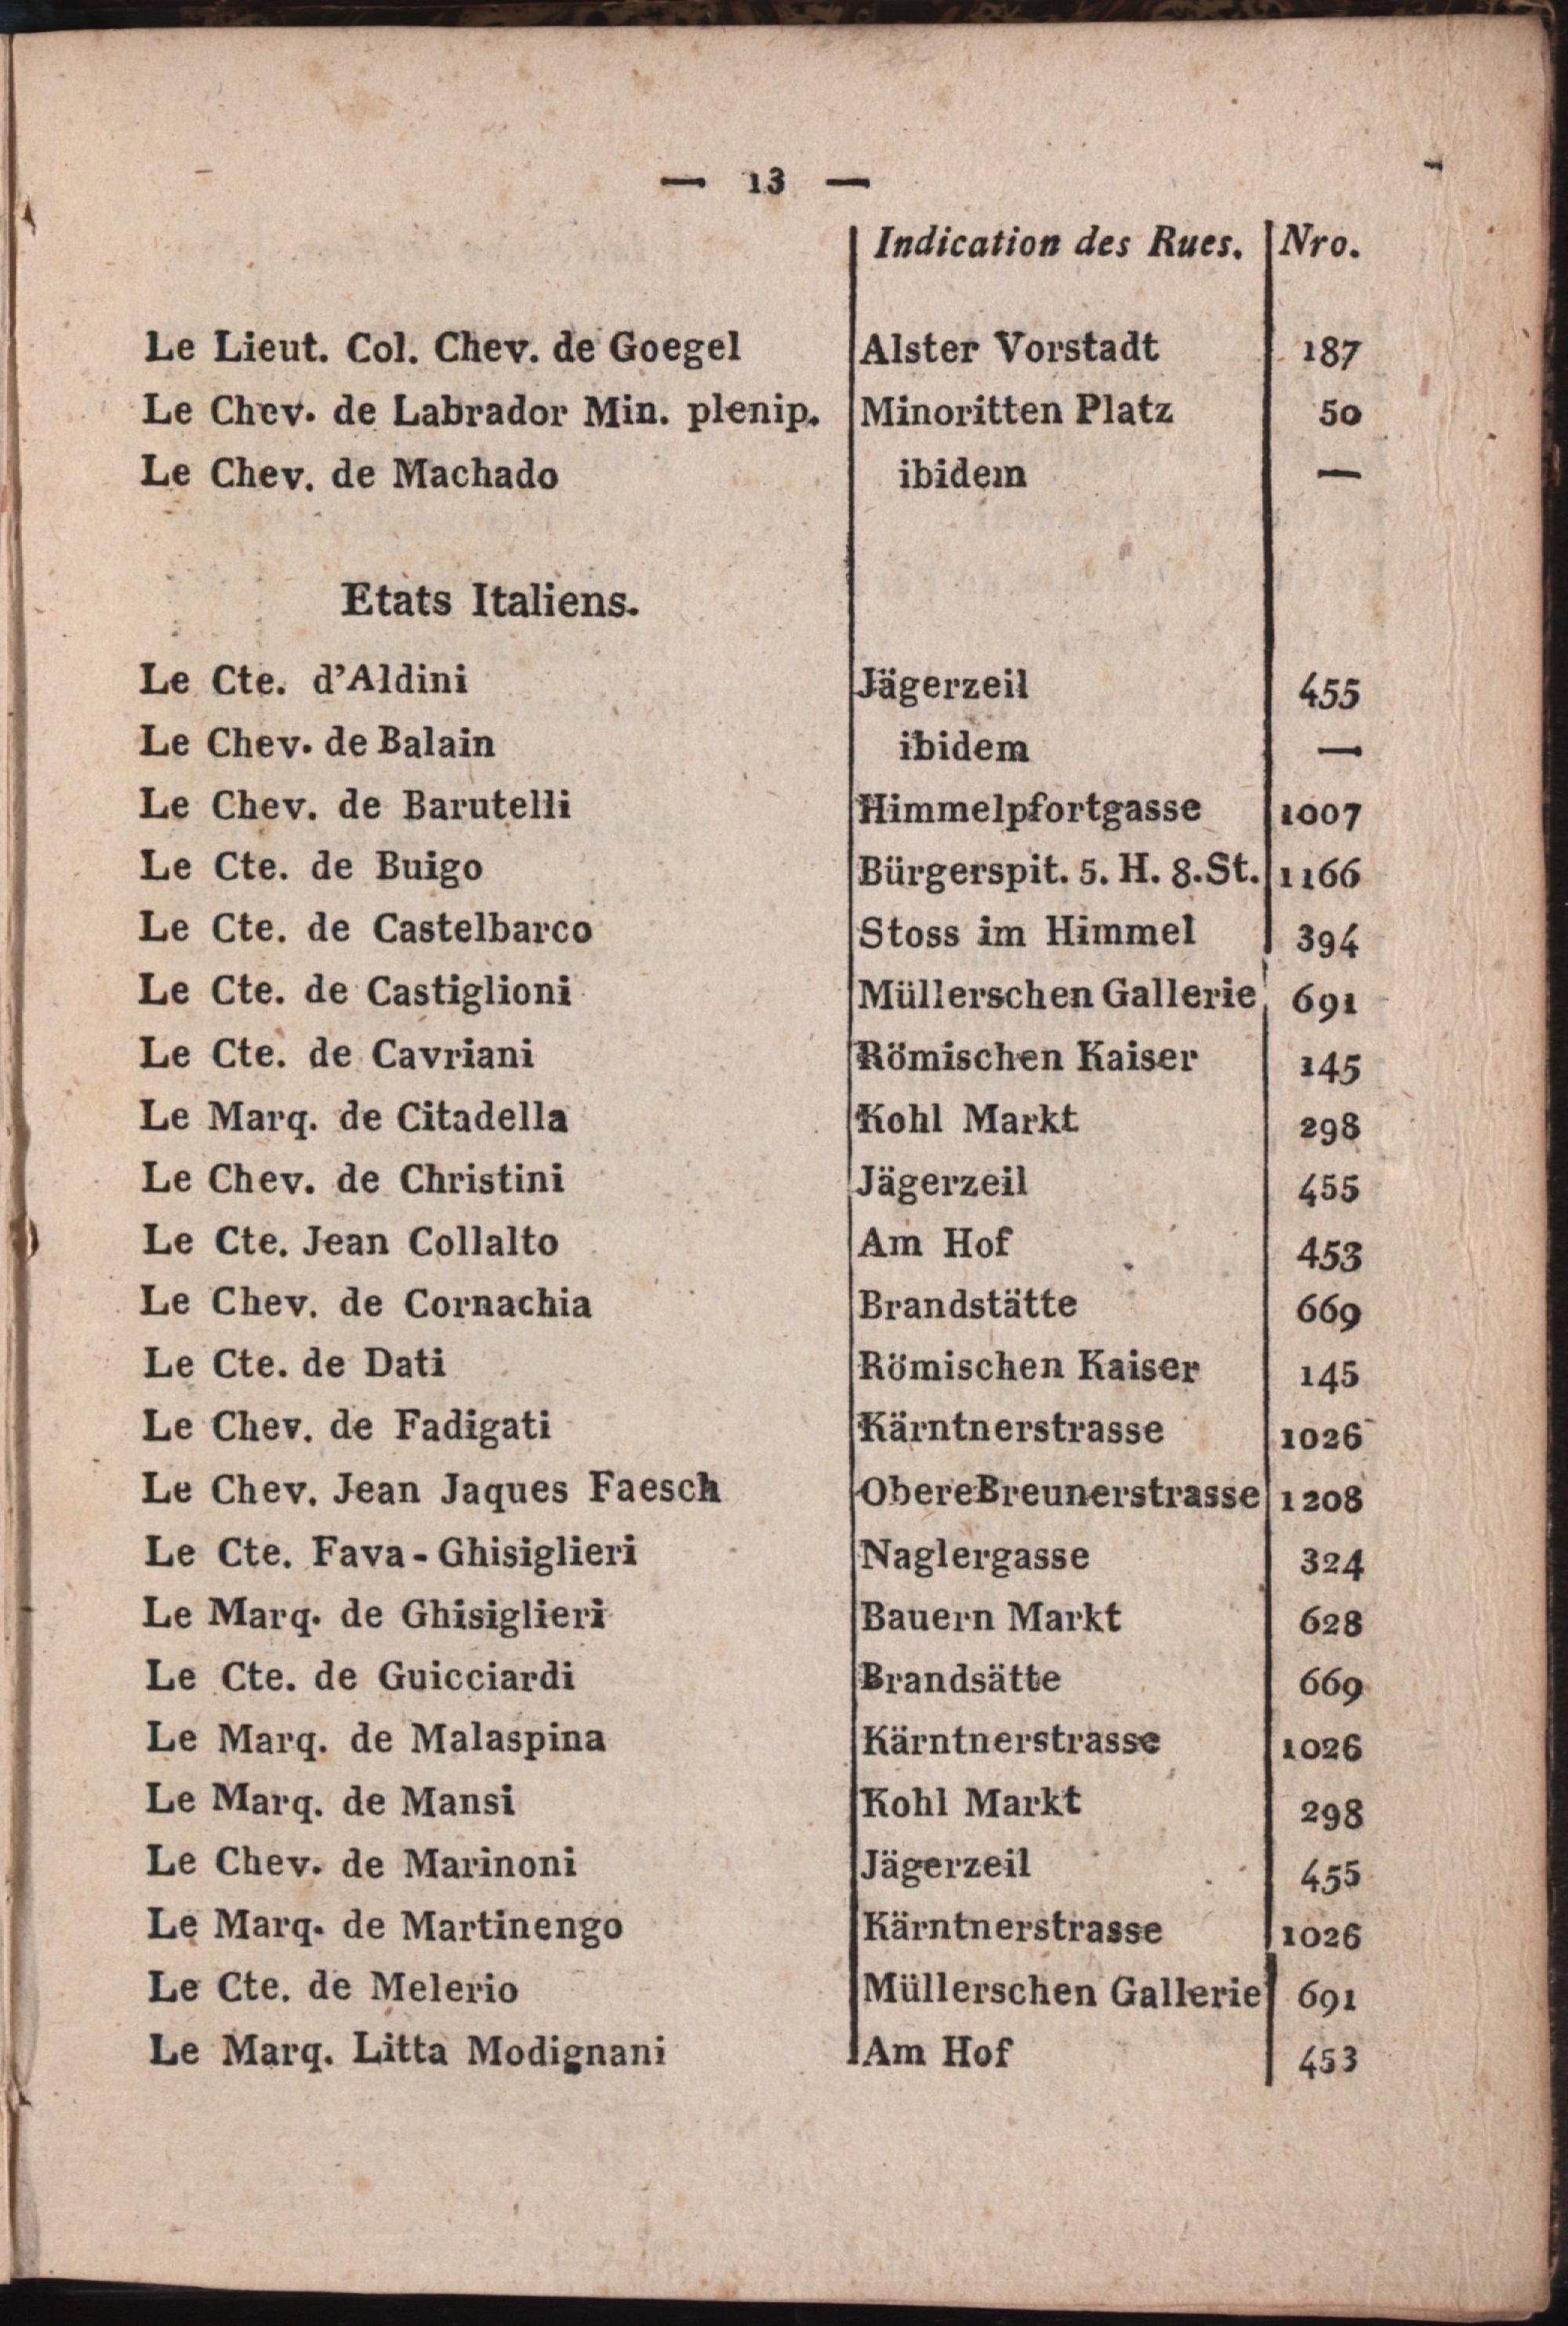 — 13 —
Indication des Rues. Nro.
Le Lieut. Col. Chev. de Goegel Alster Vorstadt 187
Le Chev. de Labrador Min. plenip. Minoritten Platz 50
Le Chev. de Machado ibidem —
Etats Italiens.
Le Cte. d'Aldini Jägerzeil 455
Le Chev. de Balain ibidem —
Le Chev. de Barutelli Himmelpfortgasse 1007
Le Cte. de Buigo Bürgerspit. 5. H. 8. St. 1166
Le Cte. de Castelbarco Stoss im Himmel 394
Le Cte. de Castiglioni Müllerschen Gallerie 691
Le Cte. de Cavriani Römischen Kaiser 145
Le Marq. de Citadella Kohl Markt 298
Le Chev. de Christini Jägerzeil 455
Le Cte. Jean Collalto Am Hof 453
Le Chev. de Cornachia Brandstätte 669
Le Cte. de Dati Römischen Kaiser 145
Le Chev. de Fadigati Kärntnerstrasse 1026
Le Chev. Jean Jaques Faesch Obere Breunerstrasse 1208
Le Cte. Fava - Ghisiglieri Naglergasse 324
Le Marq. de Ghisiglieri Bauern Markt 628
Le Cte. de Guicciardi Brandsätte 669
Le Marq. de Malaspina Kärntnerstrasse 1026
Le Marq. de Mansi Kohl Markt 298
Le Chev. de Marinoni Jägerzeil 455
Le Marq. de Martinengo Kärntnerstrasse 1026
Le Cte. de Melerio Müllerschen Gallerie 691
Le Marq. Litta Modignani Am Hof 453